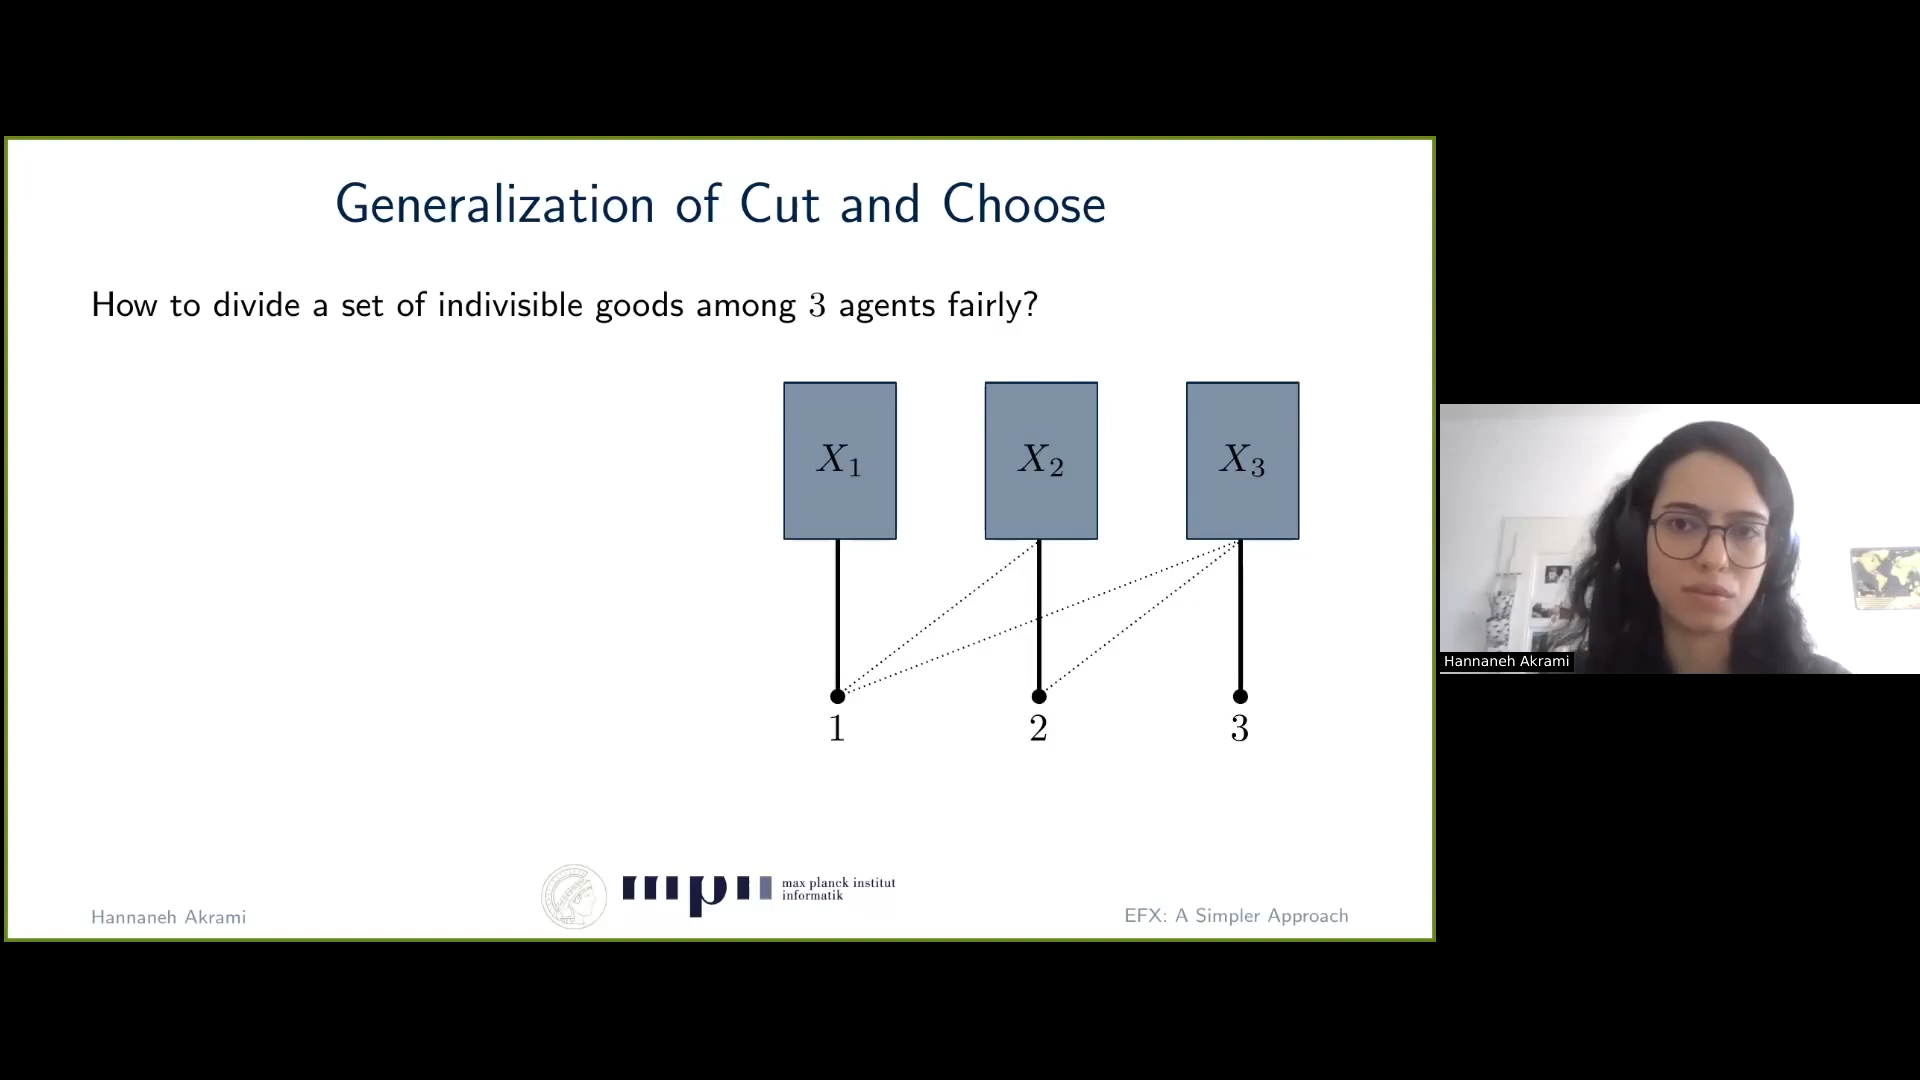 Generalization of Cut and Choose
How to divide a set of indivisible goods among 3 agents fairly?
X₁ X₂ X₃
1 2 3
Hannaneh Akrami
max planck institut
informatik
Hannaneh Akrami
EFX: A Simpler Approach